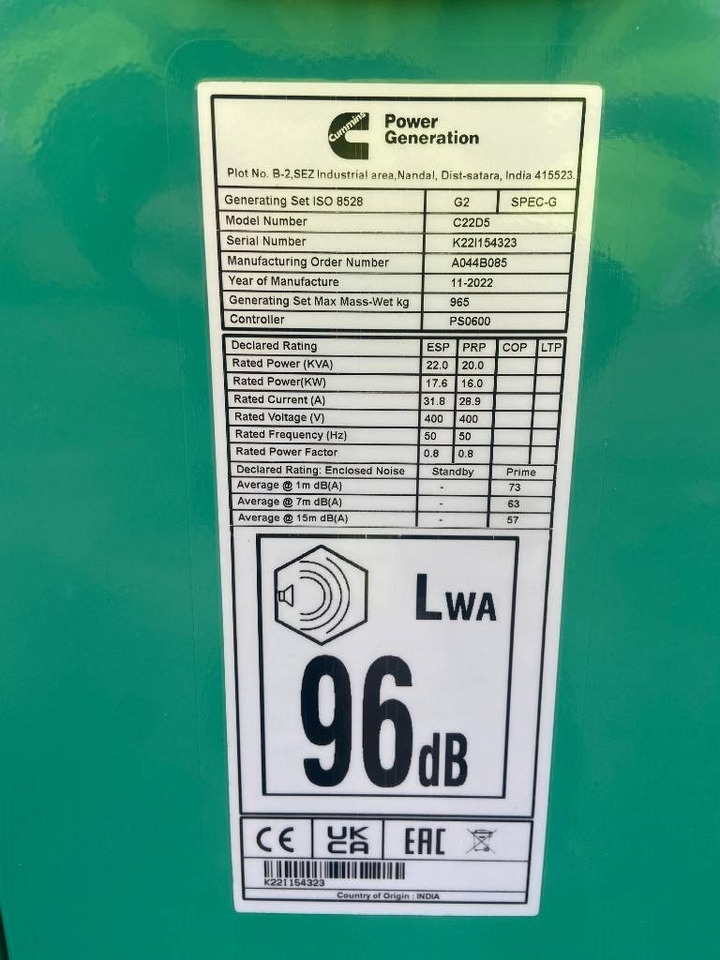 Cummins
Power
Generation
Plot No. B-2,SEZ Industrial area,Nandal, Dist-satara, India 415523.
Generating Set ISO 8528 G2 SPEC-G
Model Number C22D5
Serial Number K22I154323
Manufacturing Order Number A044B085
Year of Manufacture 11-2022
Generating Set Max Mass-Wet kg 965
Controller PS0600
Declared Rating ESP PRP COP LTP
Rated Power (KVA) 22.0 20.0
Rated Power(KW) 17.6 16.0
Rated Current (A) 31.8 28.9
Rated Voltage (V) 400 400
Rated Frequency (Hz) 50 50
Rated Power Factor 0.8 0.8
Declared Rating: Enclosed Noise Standby Prime
Average @ 1m dB(A) - 73
Average @ 7m dB(A) - 63
Average @ 15m dB(A) - 57
LWA
96dB
CE UK CA EAC
K22I154323
Country of Origin : INDIA